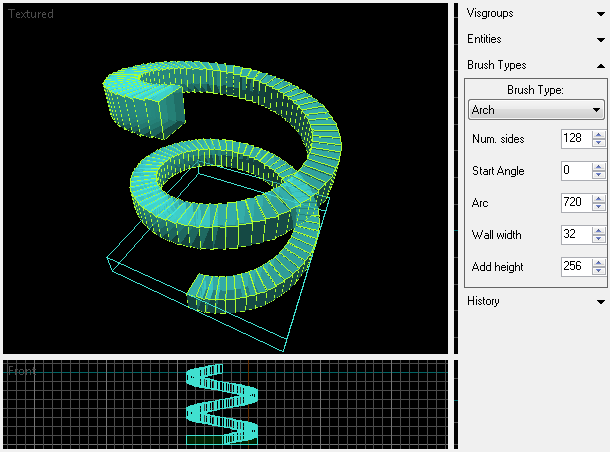 Textured
Visgroups
Entities
Brush Types
Brush Type:
Arch
Num. sides 128
Start Angle 0
Arc 720
Wall width 32
Add height 256
History
Front